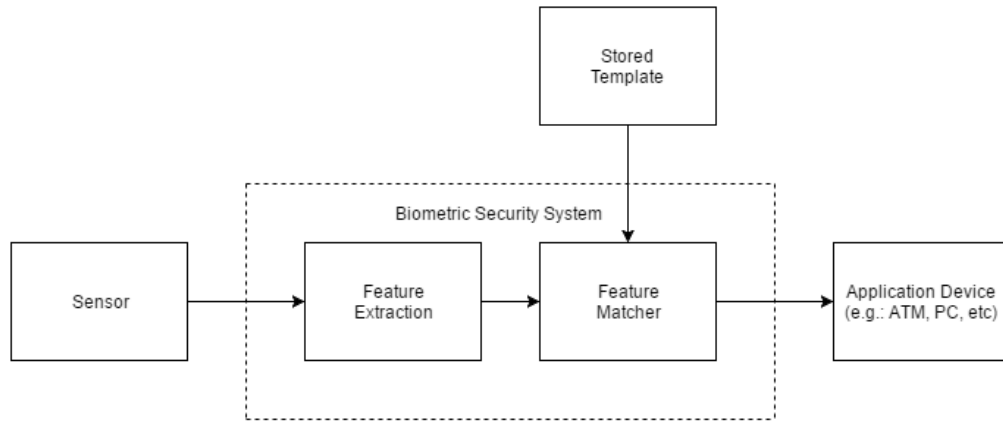 Stored
Template
Biometric Security System
Sensor
Feature
Extraction
Feature
Matcher
Application Device
(e.g.: ATM, PC, etc)